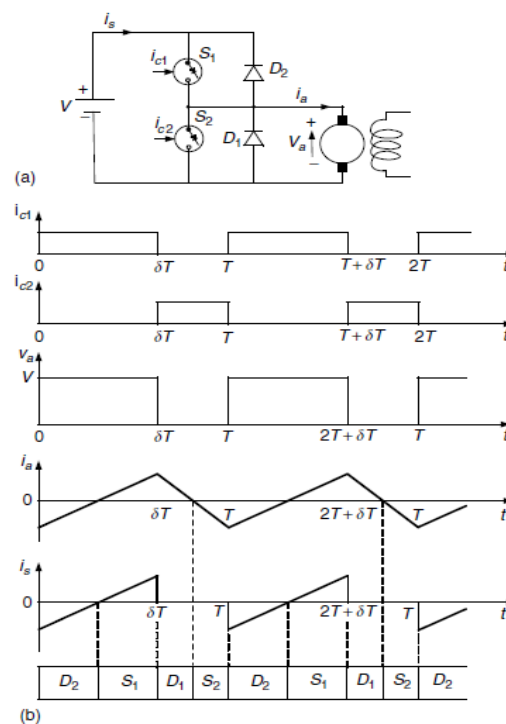 i_s
i_c1 S_1 D_2
+ V −
i_c2 S_2 D_1 i_a
+ V_a −
(a)
i_c1
0 δT T T + δT 2T t
i_c2
0 δT T T + δT 2T t
v_a
V
0 δT T 2T + δT T t
i_a
0 δT T 2T + δT T t
i_s
0 δT T 2T + δT T t
D_2 S_1 D_1 S_2 D_2 S_1 D_1 S_2 D_2
(b)